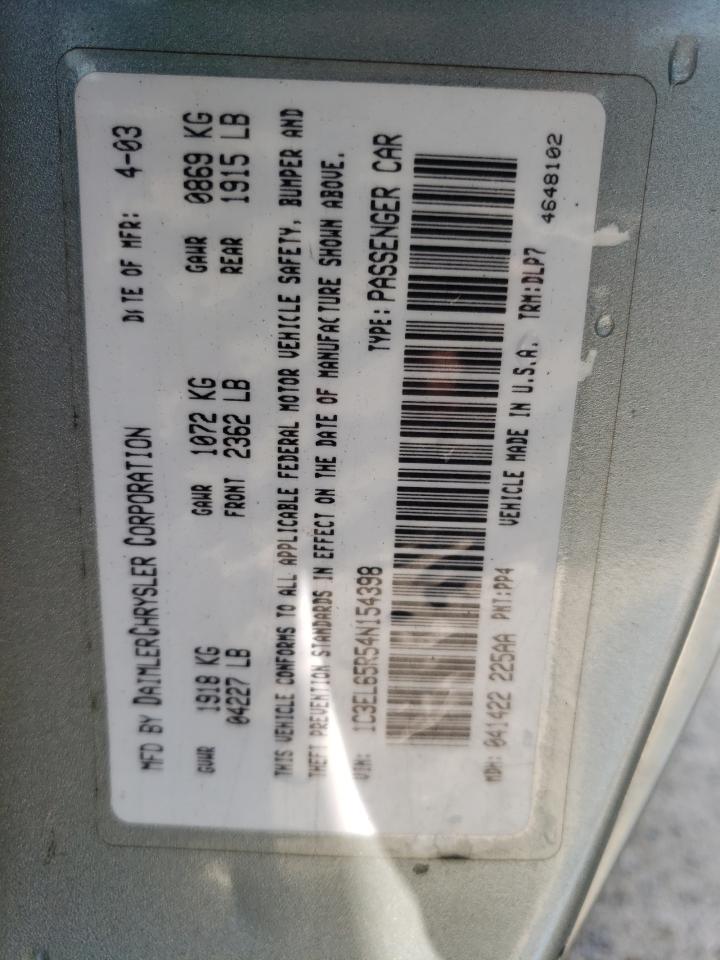 MFD BY DAIMLERCHRYSLER CORPORATION DATE OF MFR: 4-03
GVWR 1918 KG GAWR 1072 KG GAWR 0869 KG
04227 LB FRONT 2362 LB REAR 1915 LB
THIS VEHICLE CONFORMS TO ALL APPLICABLE FEDERAL MOTOR VEHICLE SAFETY, BUMPER AND
THEFT PREVENTION STANDARDS IN EFFECT ON THE DATE OF MANUFACTURE SHOWN ABOVE.
VIN: 1C3EL65R54N154398 TYPE: PASSENGER CAR
MDH: 041422 225AA PNT:PP4 VEHICLE MADE IN U.S.A. TRM:DLP7
4648102